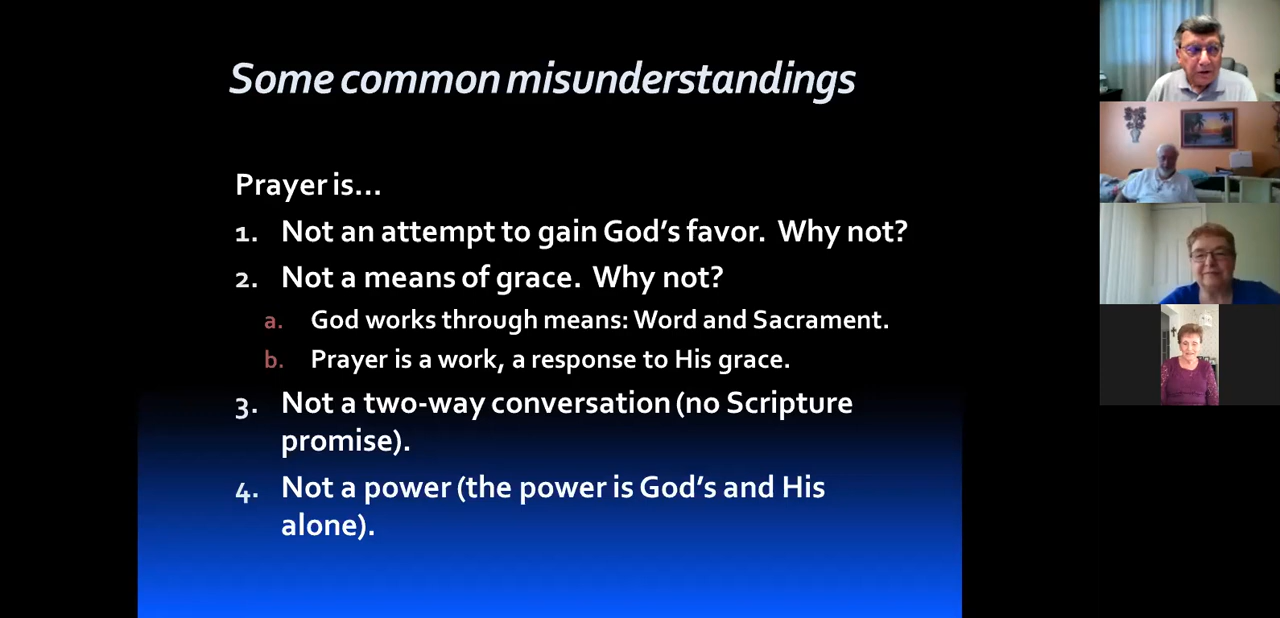 Some common misunderstandings
Prayer is...
1. Not an attempt to gain God's favor.  Why not?
2. Not a means of grace.  Why not?
a. God works through means: Word and Sacrament.
b. Prayer is a work, a response to His grace.
3. Not a two-way conversation (no Scripture
promise).
4. Not a power (the power is God's and His
alone).